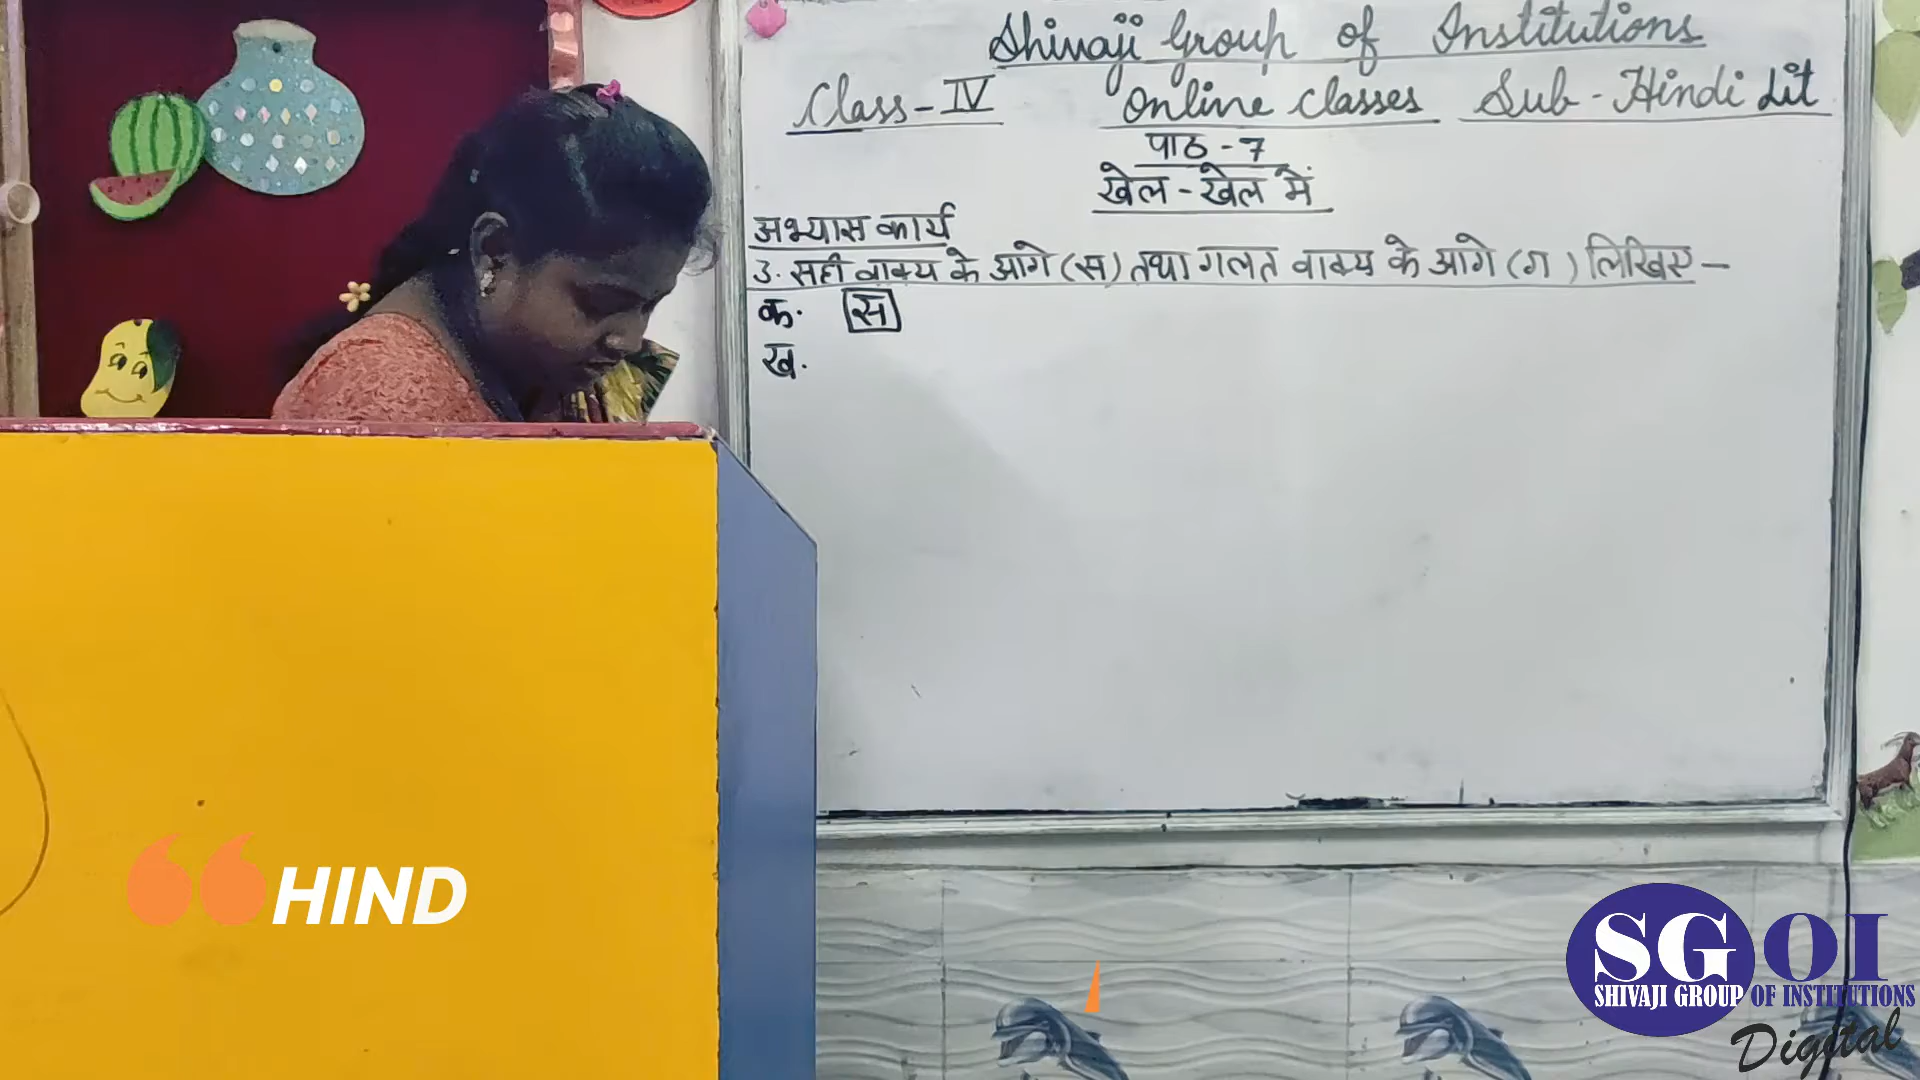 Shivaji Group of Institutions
Class - IV Online classes Sub - Hindi Lit
पाठ - 7
खेल - खेल में
अभ्यास कार्य
3. सही वाक्य के आगे (स) तथा गलत वाक्य के आगे (ग) लिखिए -
क. स
ख.
HIND
SGOI
SHIVAJI GROUP OF INSTITUTIONS
Digital